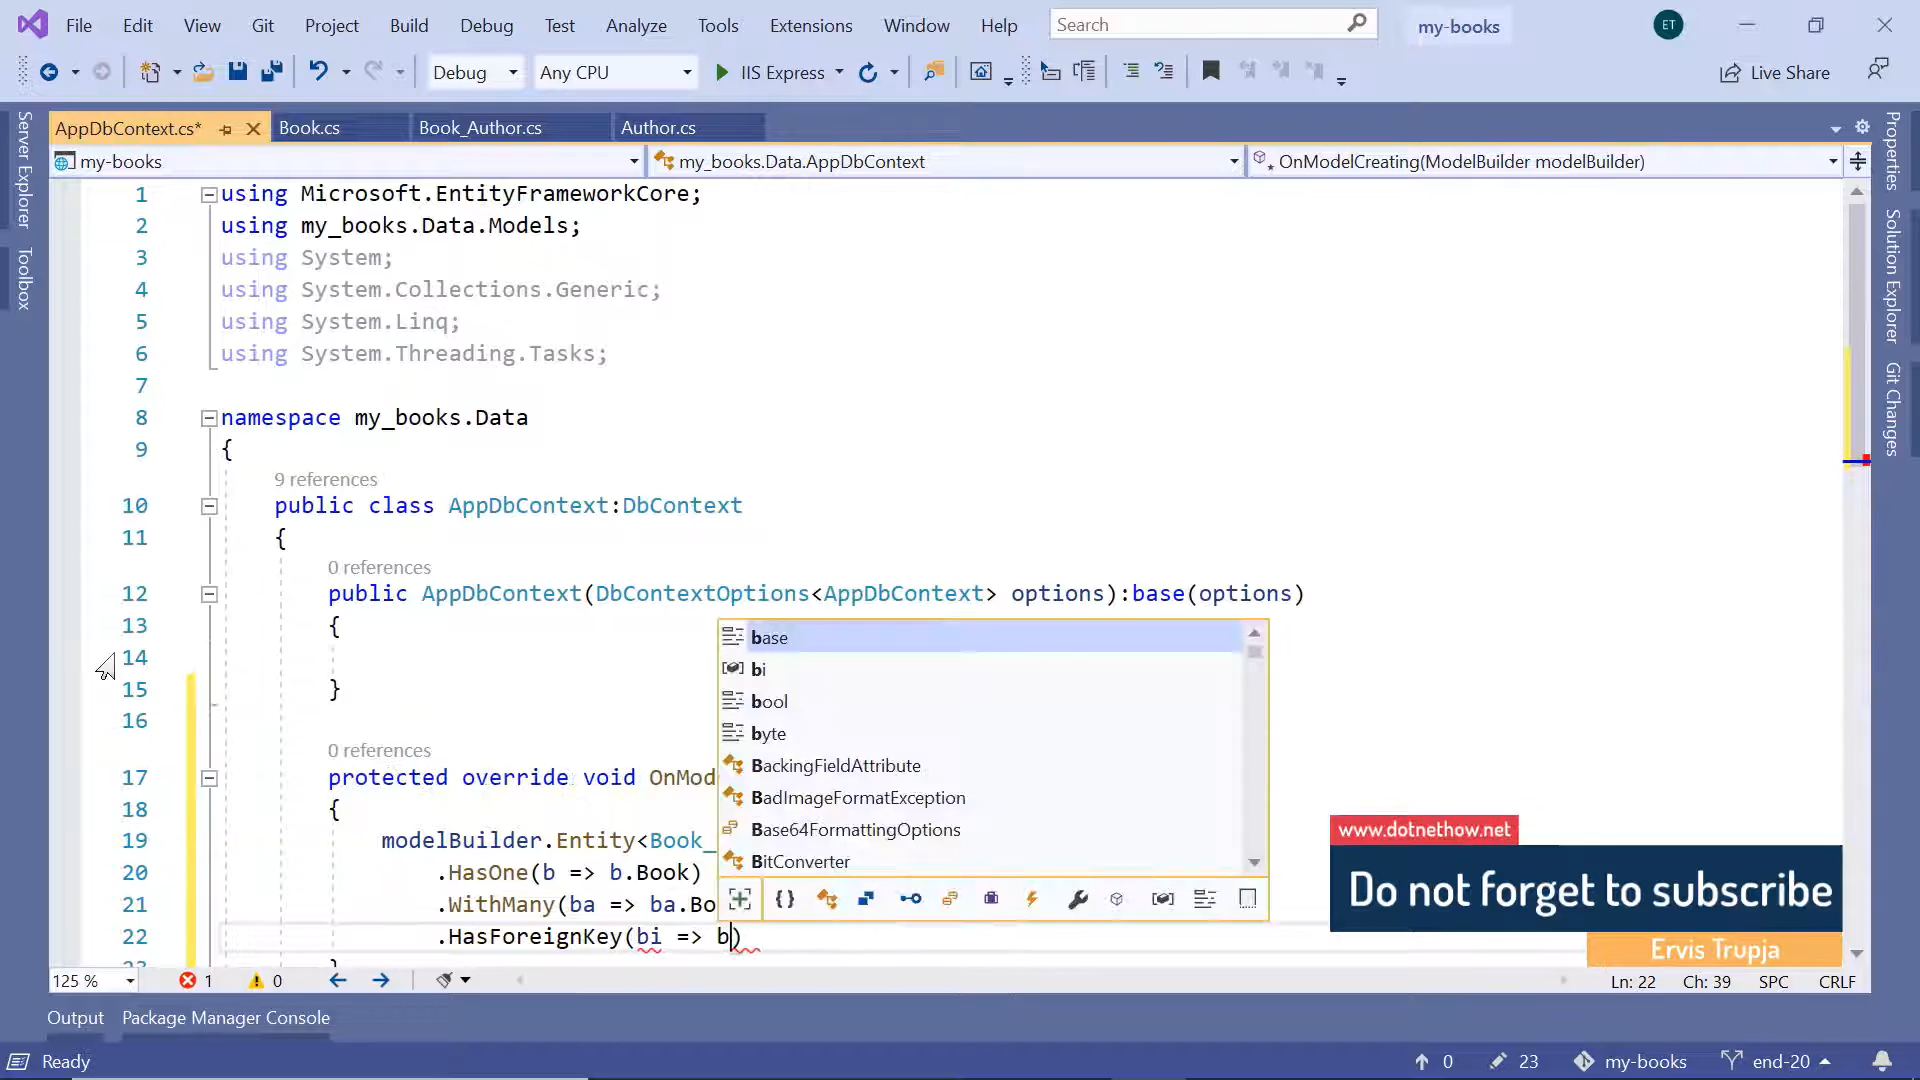 File Edit View Git Project Build Debug Test Analyze Tools Extensions Window Help Search my-books ET
Debug Any CPU IIS Express Live Share
AppDbContext.cs* Book.cs Book_Author.cs Author.cs
my-books my_books.Data.AppDbContext OnModelCreating(ModelBuilder modelBuilder)
Server Explorer
Toolbox
Properties
Solution Explorer
Git Changes
1 using Microsoft.EntityFrameworkCore;
2 using my_books.Data.Models;
3 using System;
4 using System.Collections.Generic;
5 using System.Linq;
6 using System.Threading.Tasks;
7
8 namespace my_books.Data
9 {
9 references
10 public class AppDbContext:DbContext
11 {
0 references
12 public AppDbContext(DbContextOptions<AppDbContext> options):base(options)
13 {
14
15 }
16
0 references
17 protected override void OnMod
18 {
19 modelBuilder.Entity<Book_
20 .HasOne(b => b.Book)
21 .WithMany(ba => ba.Bo
22 .HasForeignKey(bi => b)
23 }
base
bi
bool
byte
BackingFieldAttribute
BadImageFormatException
Base64FormattingOptions
BitConverter
www.dotnethow.net
Do not forget to subscribe
Ervis Trupja
125 % 1 0 Ln: 22 Ch: 39 SPC CRLF
Output Package Manager Console
Ready 0 23 my-books end-20